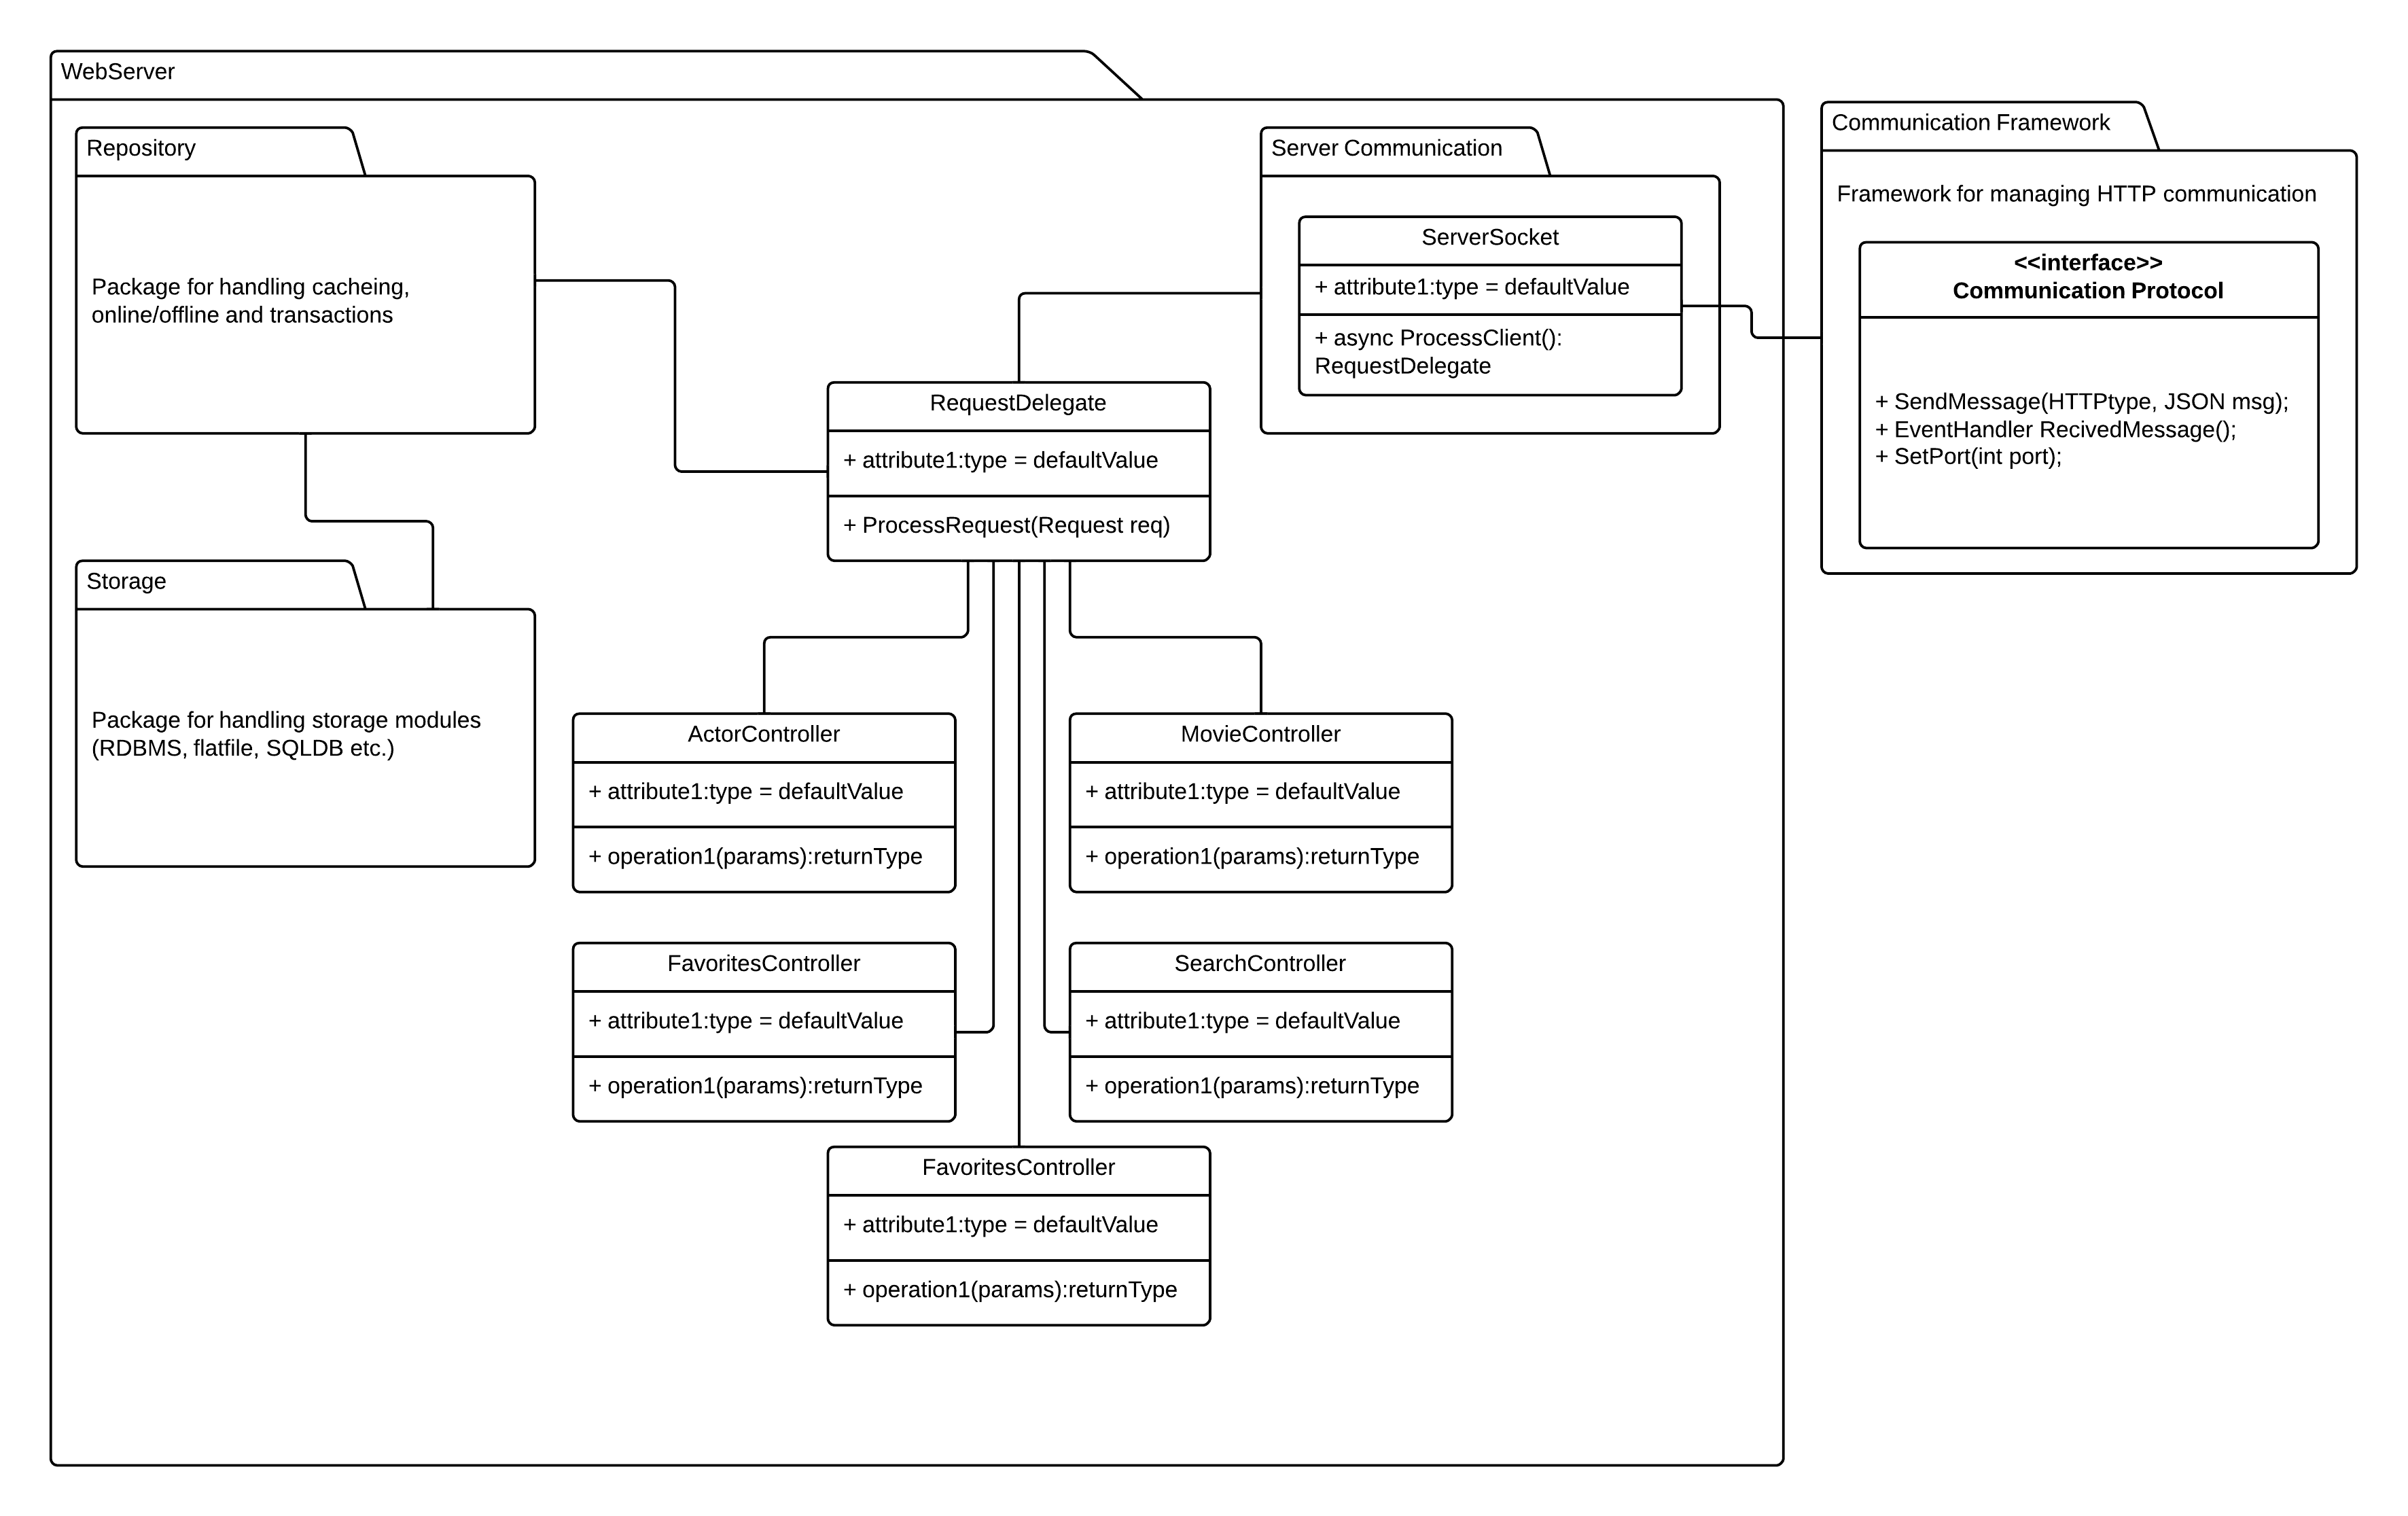 WebServer
Repository
Package for handling cacheing,
online/offline and transactions
Server Communication
ServerSocket
+ attribute1:type = defaultValue
+ async ProcessClient():
RequestDelegate
Communication Framework
Framework for managing HTTP communication
<<interface>>
Communication Protocol
+ SendMessage(HTTPtype, JSON msg);
+ EventHandler RecivedMessage();
+ SetPort(int port);
RequestDelegate
+ attribute1:type = defaultValue
+ ProcessRequest(Request req)
Storage
Package for handling storage modules
(RDBMS, flatfile, SQLDB etc.)
ActorController
+ attribute1:type = defaultValue
+ operation1(params):returnType
MovieController
+ attribute1:type = defaultValue
+ operation1(params):returnType
FavoritesController
+ attribute1:type = defaultValue
+ operation1(params):returnType
SearchController
+ attribute1:type = defaultValue
+ operation1(params):returnType
FavoritesController
+ attribute1:type = defaultValue
+ operation1(params):returnType